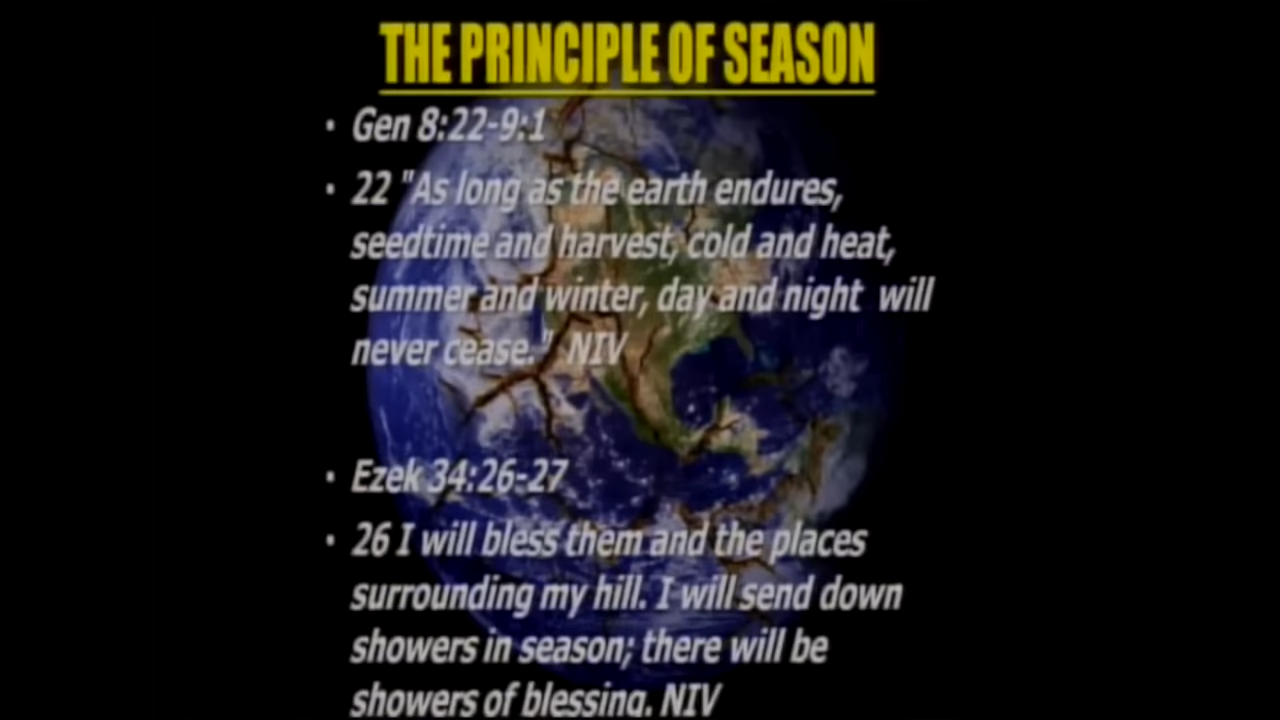 THE PRINCIPLE OF SEASON
• Gen 8:22-9:1
• 22 "As long as the earth endures,
seedtime and harvest, cold and heat,
summer and winter, day and night will
never cease." NIV
• Ezek 34:26-27
• 26 I will bless them and the places
surrounding my hill. I will send down
showers in season; there will be
showers of blessing. NIV